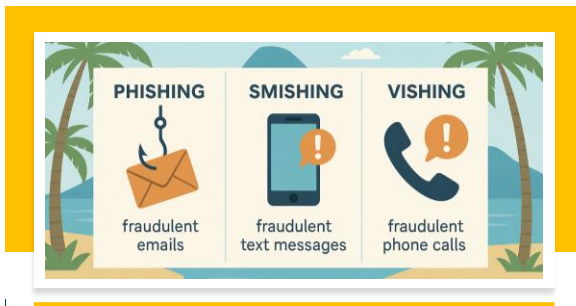 PHISHING
fraudulent
emails
SMISHING
fraudulent
text messages
VISHING
fraudulent
phone calls